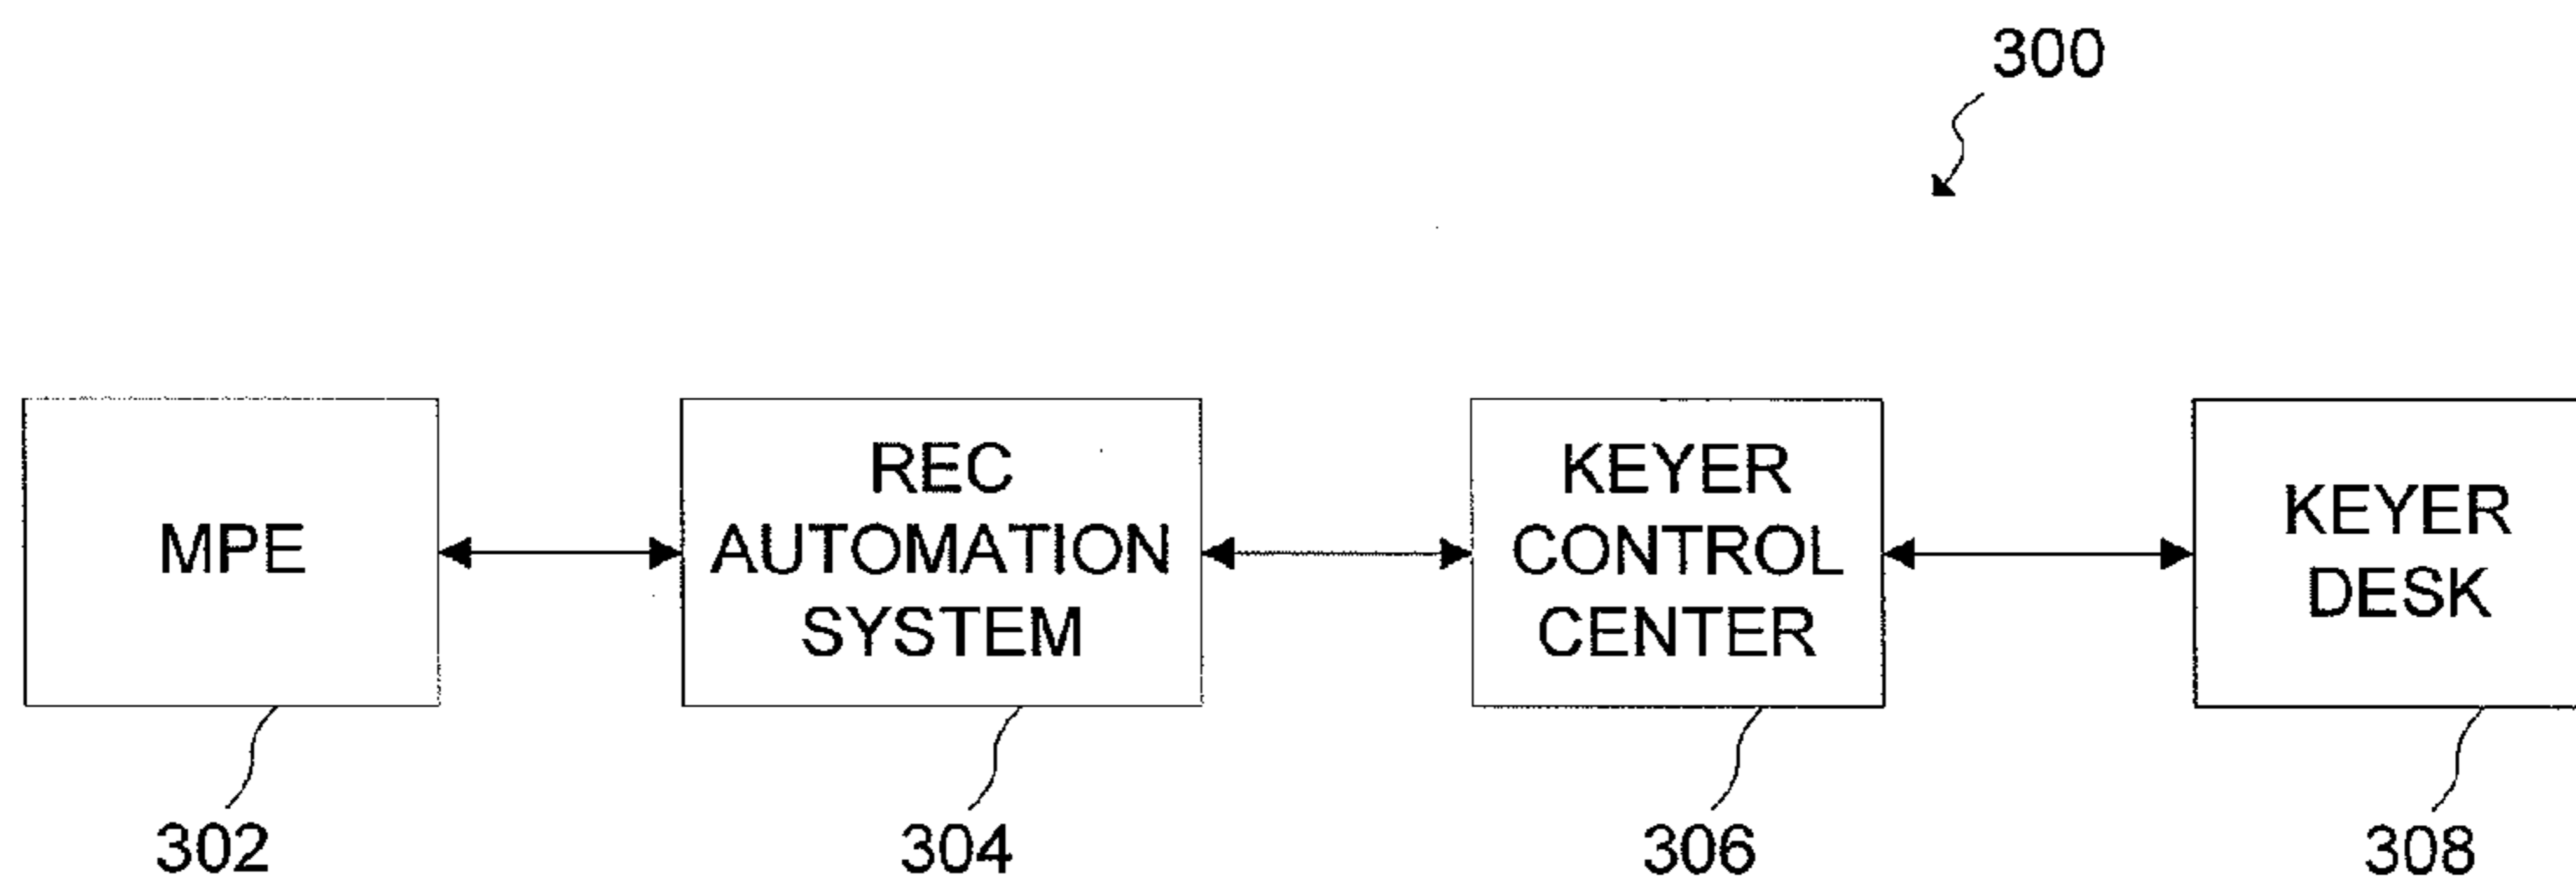 300
MPE
REC
AUTOMATION
SYSTEM
KEYER
CONTROL
CENTER
KEYER
DESK
302
304
306
308